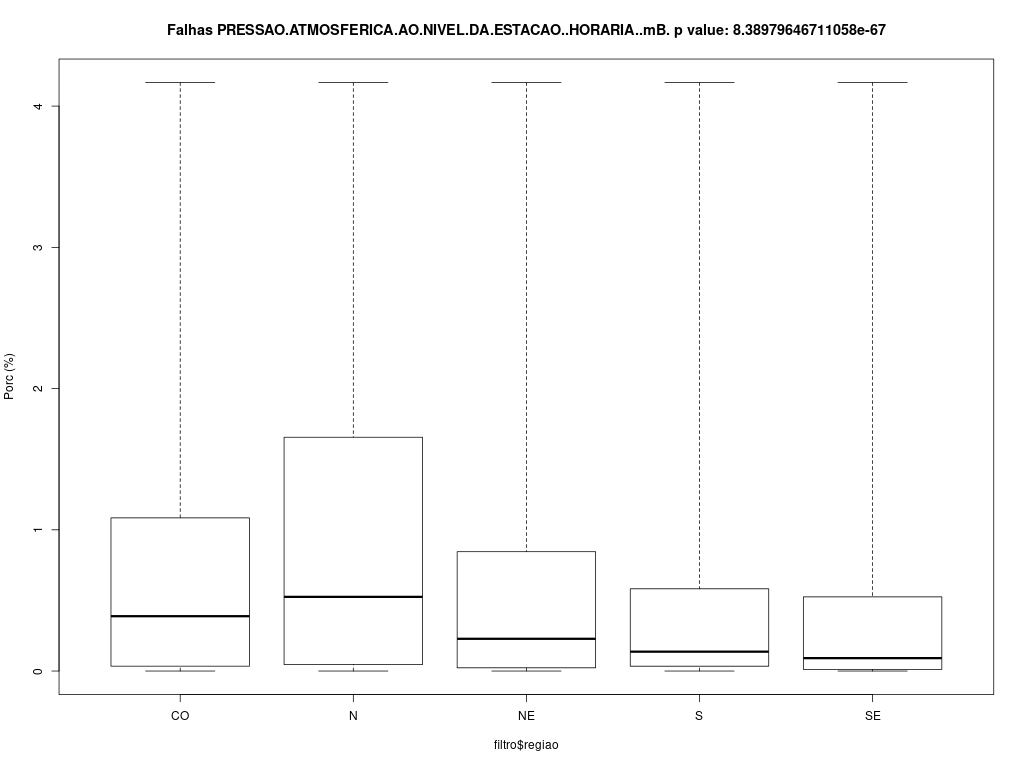 Falhas PRESSAO.ATMOSFERICA.AO.NIVEL.DA.ESTACAO..HORARIA..mB. p value: 8.38979646711058e-67
4
3
Porc (%)
2
1
0
CO N NE S SE
filtro$regiao